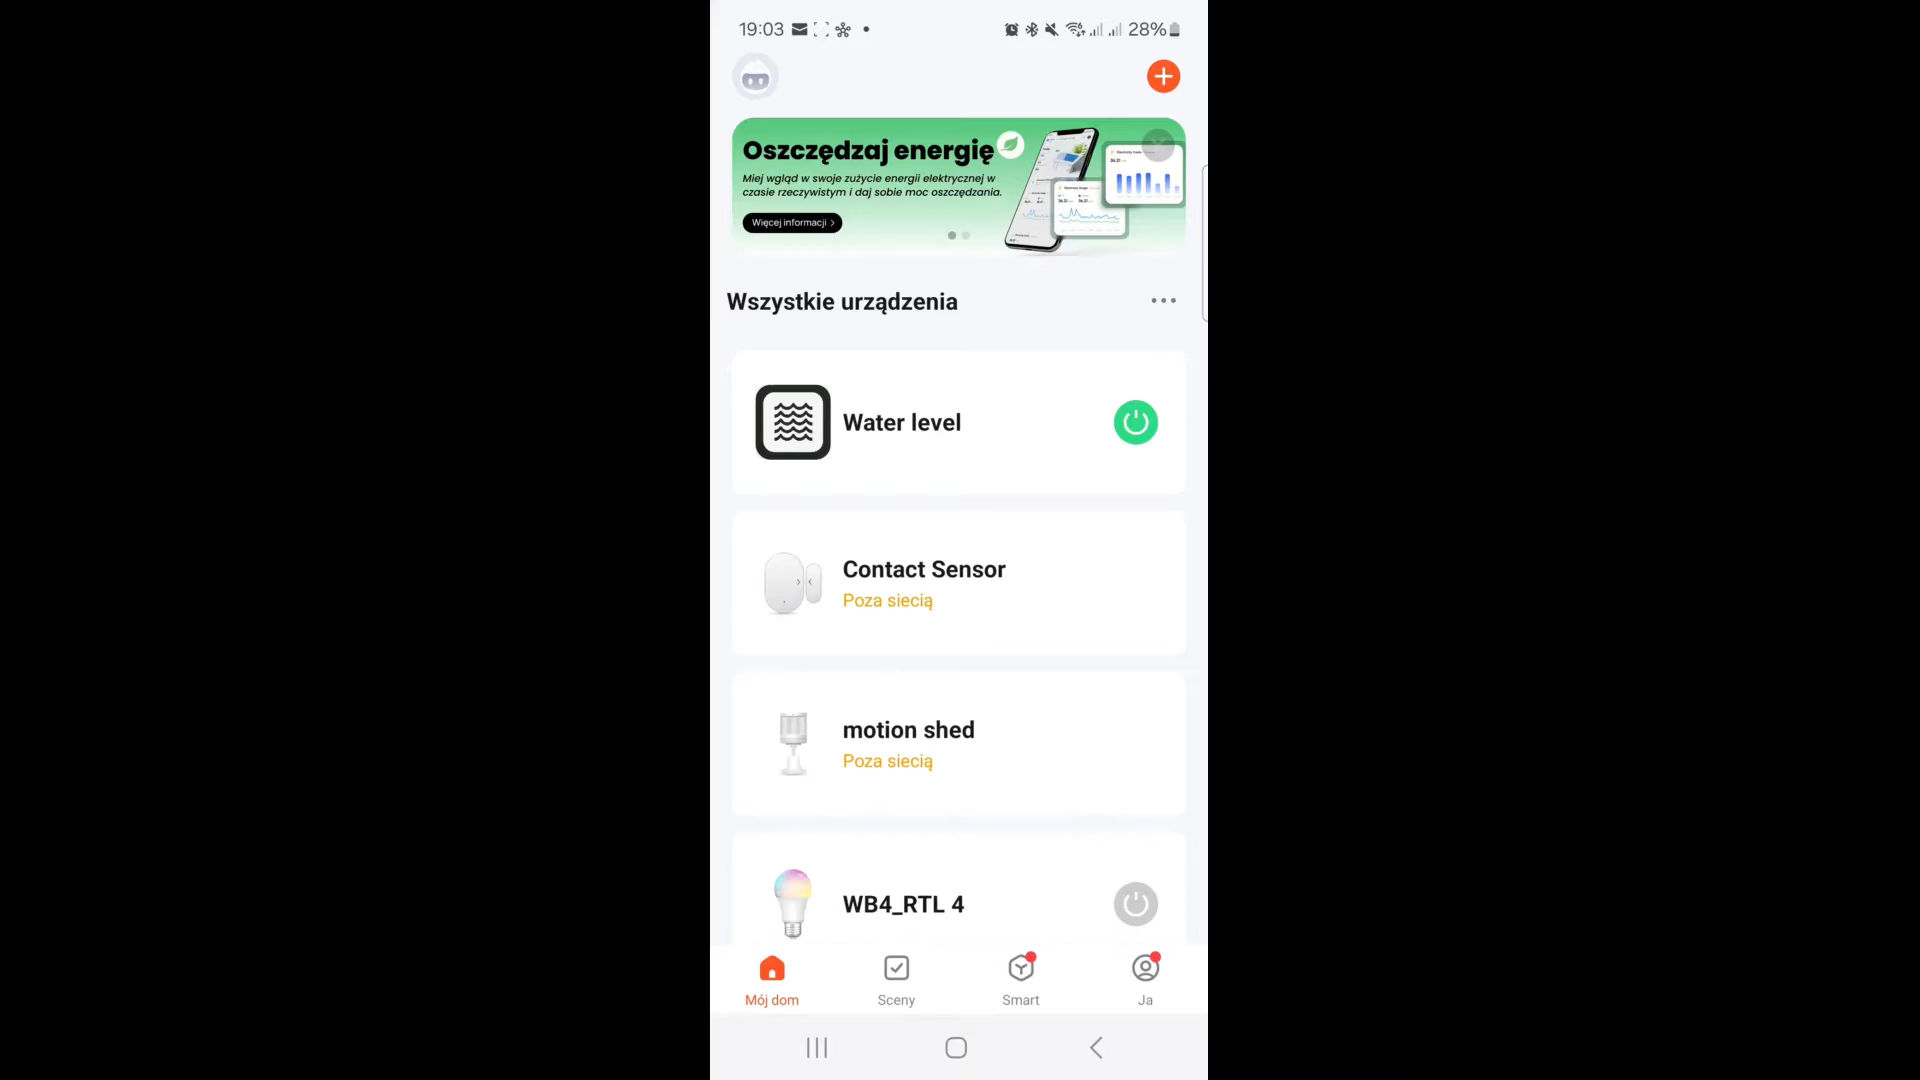 19:03
28%
Oszczędzaj energię
Miej wgląd w swoje zużycie energii elektrycznej w
czasie rzeczywistym i daj sobie moc oszczędzania.
Więcej informacji >
Wszystkie urządzenia
Water level
Contact Sensor
Poza siecią
motion shed
Poza siecią
WB4_RTL 4
Mój dom
Sceny
Smart
Ja